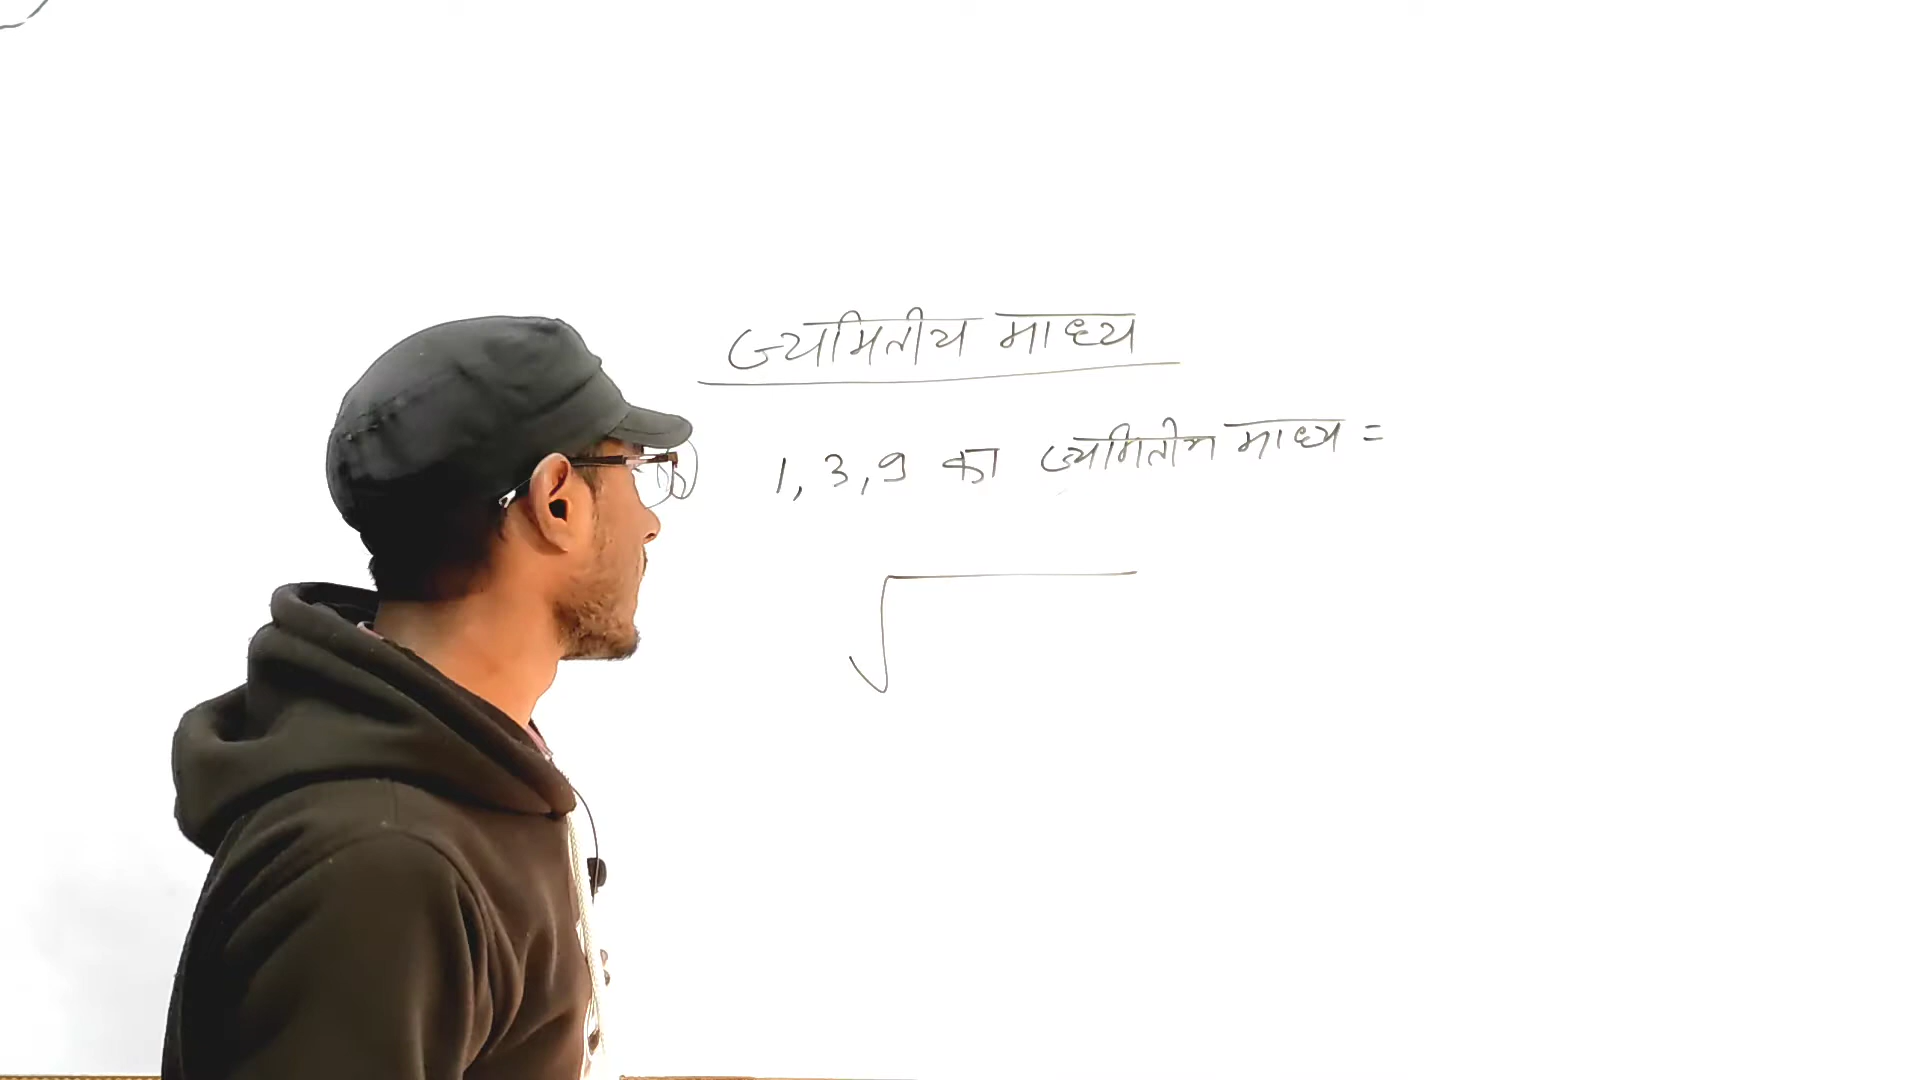 ज्यामितीय माध्य
1, 3, 9 का ज्यामितीय माध्य =
√